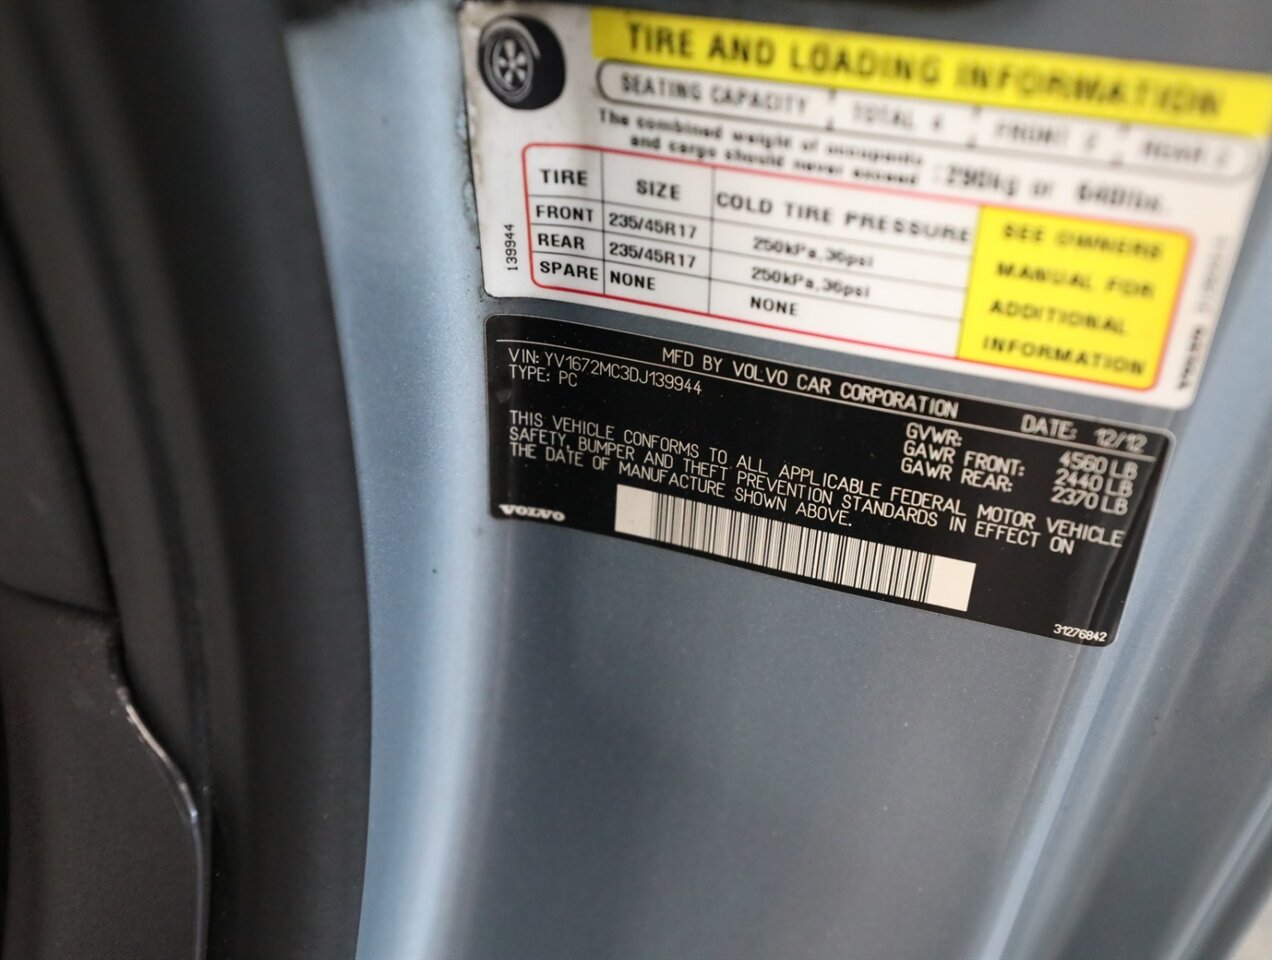 TIRE AND LOADING INFORMATION
SEATING CAPACITY TOTAL 4 FRONT 2 REAR 2
The combined weight of occupants
and cargo should never exceed : 290kg or 640lbs.
TIRE SIZE COLD TIRE PRESSURE
FRONT 235/45R17 250kPa,36psi
REAR 235/45R17 250kPa,36psi
SPARE NONE NONE
SEE OWNERS
MANUAL FOR
ADDITIONAL
INFORMATION
139944
VOLVO
MFD BY VOLVO CAR CORPORATION
VIN: YV1672MC3DJ139944
TYPE: PC
DATE: 12/12
GVWR: 4560 LB
GAWR FRONT: 2440 LB
GAWR REAR: 2370 LB
THIS VEHICLE CONFORMS TO ALL APPLICABLE FEDERAL MOTOR VEHICLE
SAFETY, BUMPER AND THEFT PREVENTION STANDARDS IN EFFECT ON
THE DATE OF MANUFACTURE SHOWN ABOVE.
VOLVO
31276842